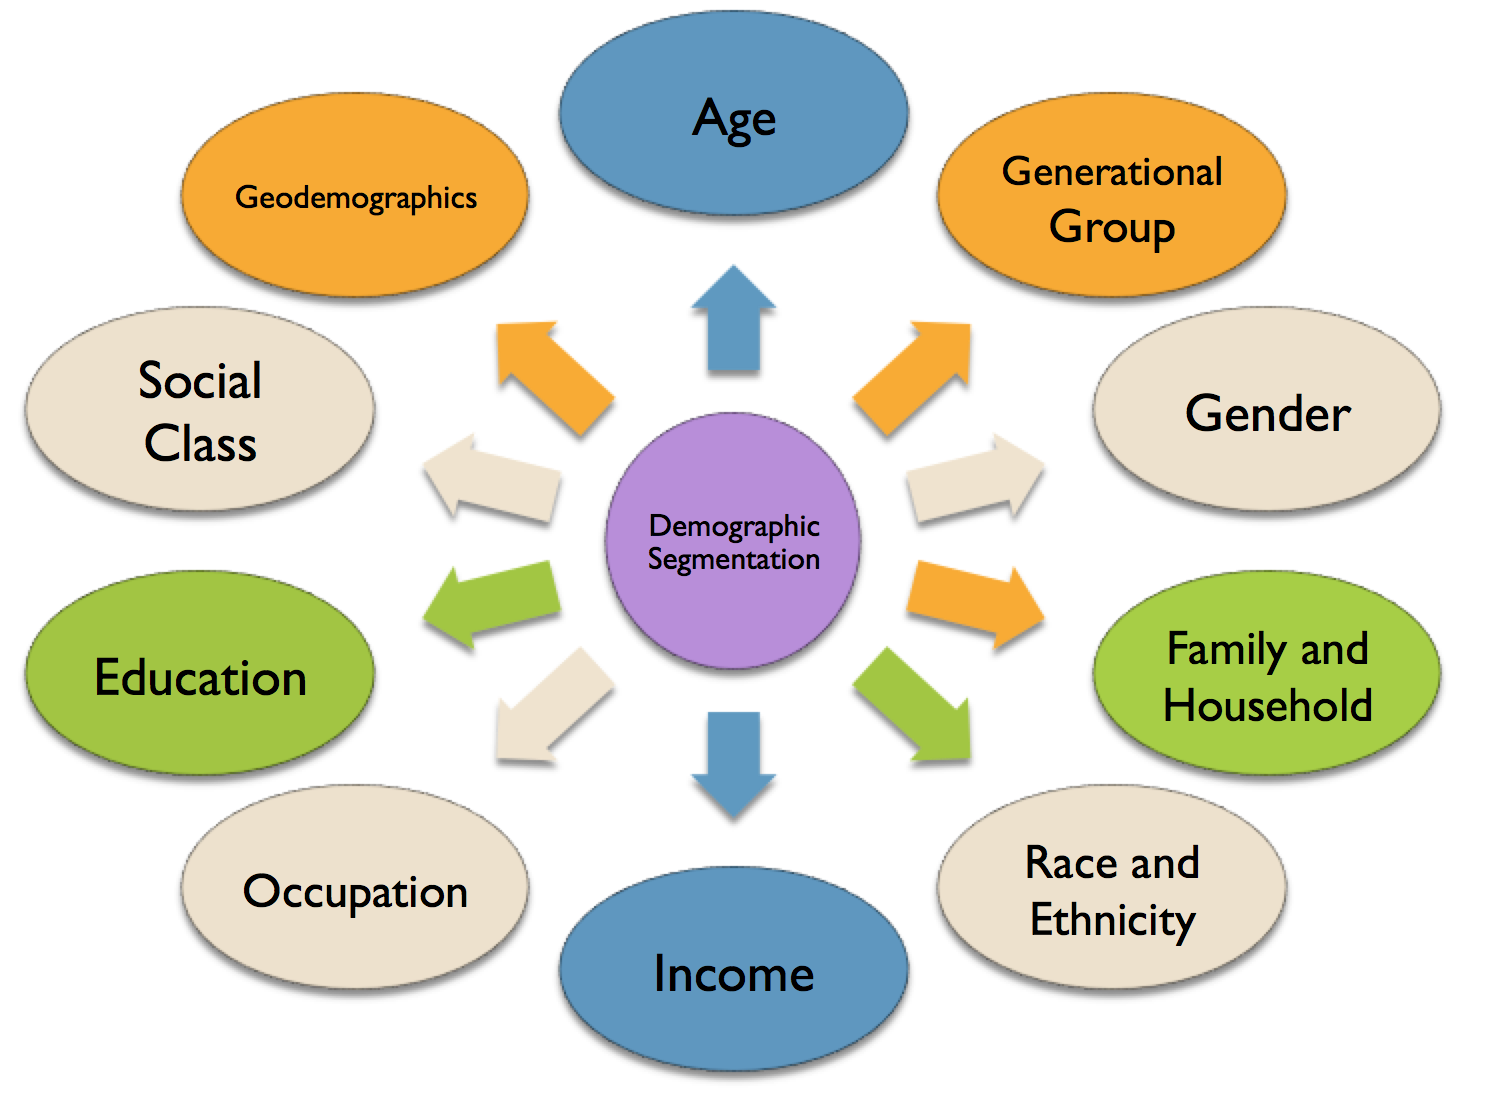 Age
Generational
Group
Gender
Family and
Household
Race and
Ethnicity
Income
Occupation
Education
Social
Class
Geodemographics
Demographic
Segmentation